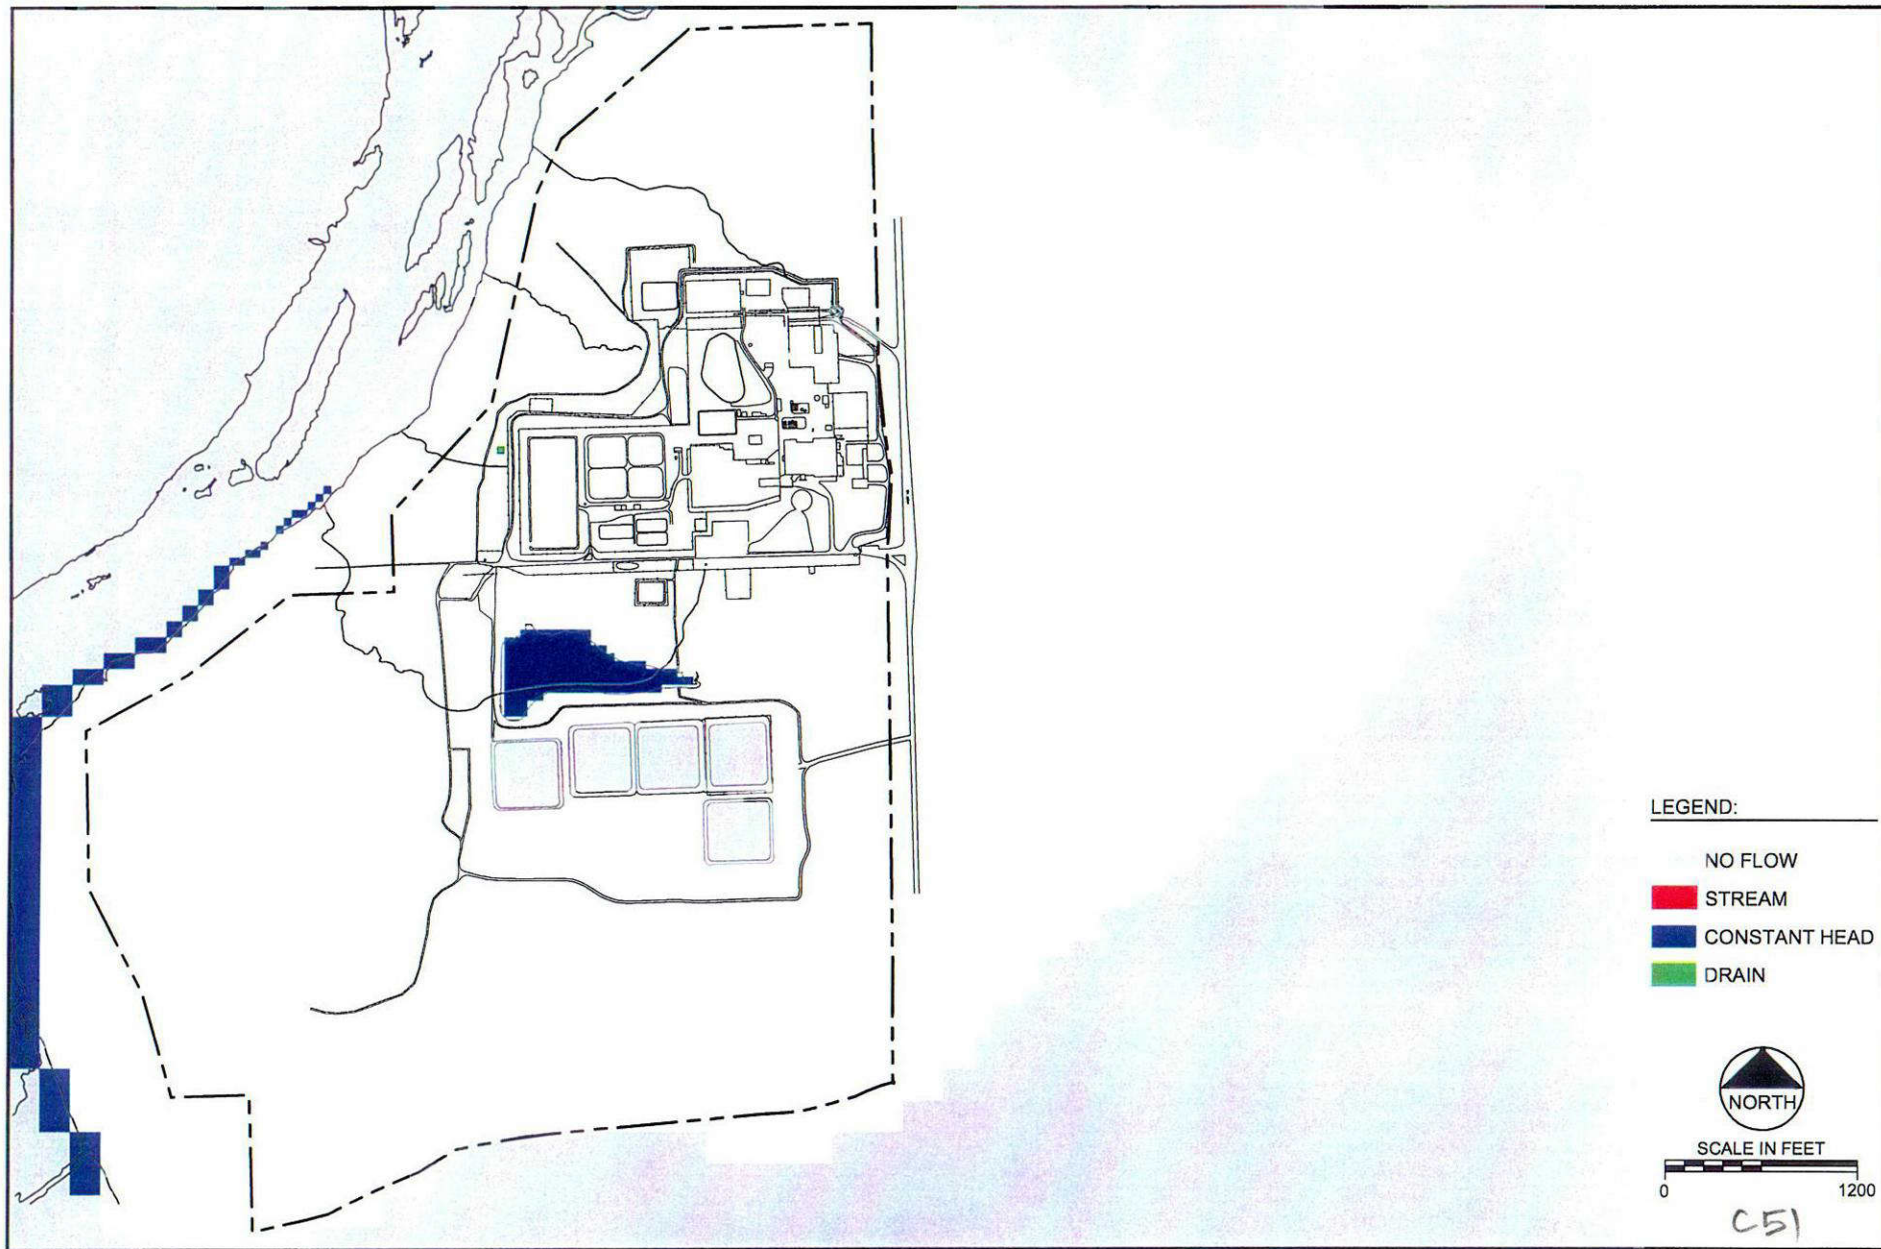 LEGEND:
NO FLOW
STREAM
CONSTANT HEAD
DRAIN
NORTH
SCALE IN FEET
0 1200
C51